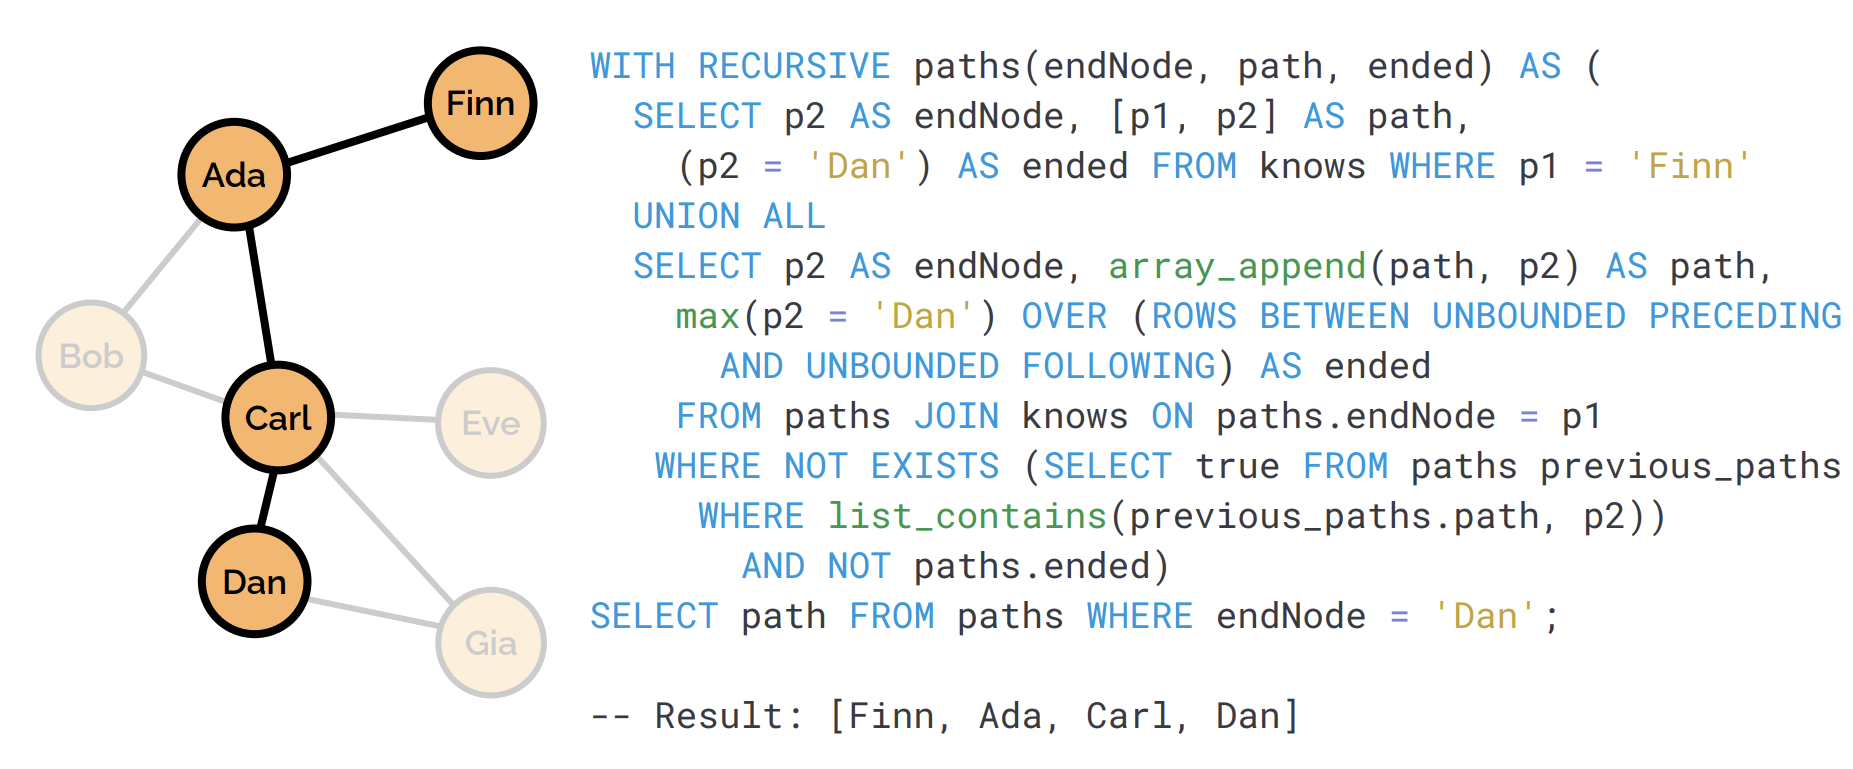 Finn
Ada
Bob
Carl
Eve
Dan
Gia
WITH RECURSIVE paths(endNode, path, ended) AS (
  SELECT p2 AS endNode, [p1, p2] AS path,
    (p2 = 'Dan') AS ended FROM knows WHERE p1 = 'Finn'
  UNION ALL
  SELECT p2 AS endNode, array_append(path, p2) AS path,
    max(p2 = 'Dan') OVER (ROWS BETWEEN UNBOUNDED PRECEDING
      AND UNBOUNDED FOLLOWING) AS ended
    FROM paths JOIN knows ON paths.endNode = p1
   WHERE NOT EXISTS (SELECT true FROM paths previous_paths
     WHERE list_contains(previous_paths.path, p2))
       AND NOT paths.ended)
SELECT path FROM paths WHERE endNode = 'Dan';
-- Result: [Finn, Ada, Carl, Dan]